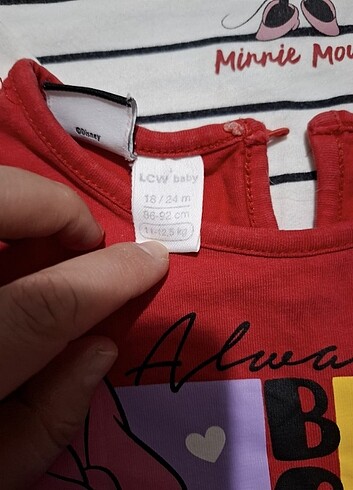 Minnie Mou
©Disney
LCW baby
18 / 24 m
86-92 cm
11-12,5 kg
Alwa
B